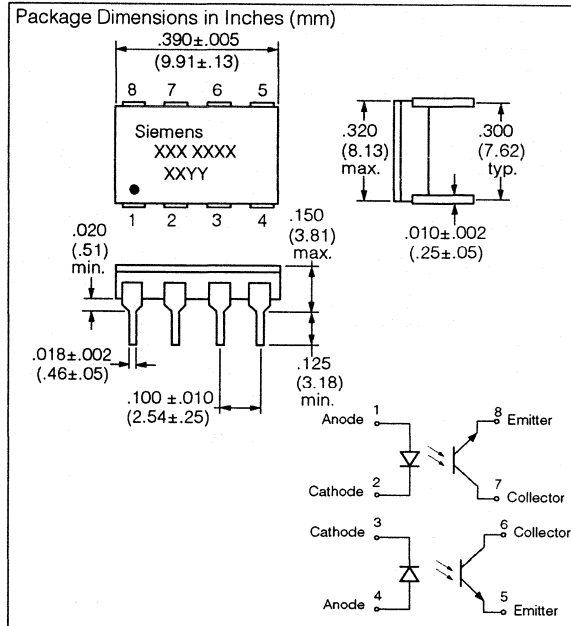 Package Dimensions in Inches (mm)
.390±.005
(9.91±.13)
8 7 6 5
Siemens
XXX XXXX
XXYY
1 2 3 4
.320
(8.13)
max.
.300
(7.62)
typ.
.010±.002
(.25±.05)
.020
(.51)
min.
.150
(3.81)
max.
.018±.002
(.46±.05)
.100 ±.010
(2.54±.25)
.125
(3.18)
min.
Anode 1
8 Emitter
Cathode 2
7 Collector
Cathode 3
6 Collector
Anode 4
5 Emitter